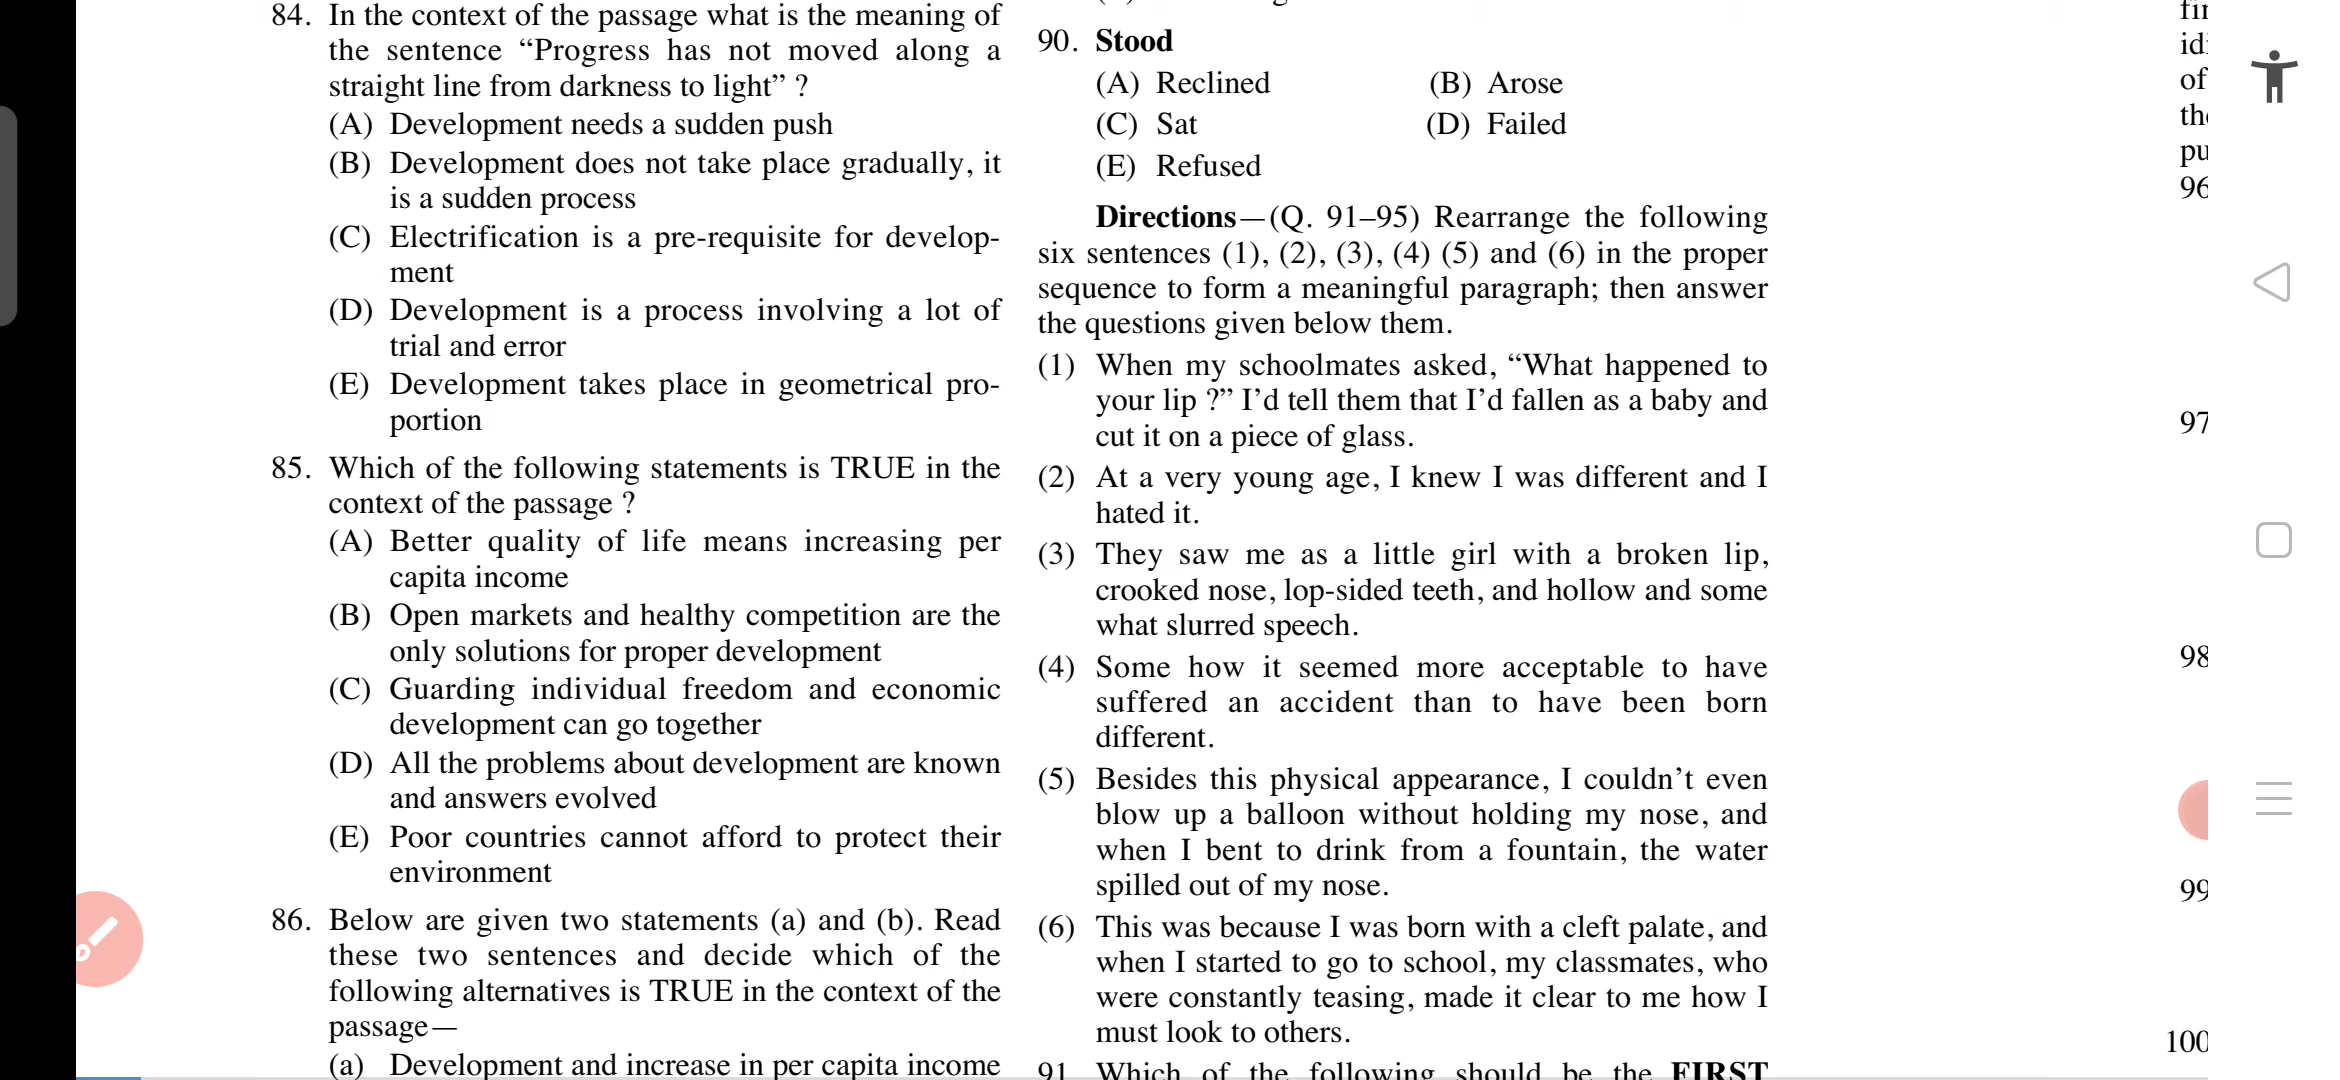 84. In the context of the passage what is the meaning of
the sentence “Progress has not moved along a
straight line from darkness to light” ?
(A) Development needs a sudden push
(B) Development does not take place gradually, it
is a sudden process
(C) Electrification is a pre-requisite for develop-
ment
(D) Development is a process involving a lot of
trial and error
(E) Development takes place in geometrical pro-
portion
85. Which of the following statements is TRUE in the
context of the passage ?
(A) Better quality of life means increasing per
capita income
(B) Open markets and healthy competition are the
only solutions for proper development
(C) Guarding individual freedom and economic
development can go together
(D) All the problems about development are known
and answers evolved
(E) Poor countries cannot afford to protect their
environment
86. Below are given two statements (a) and (b). Read
these two sentences and decide which of the
following alternatives is TRUE in the context of the
passage—
(a) Development and increase in per capita income
90. Stood
(A) Reclined (B) Arose
(C) Sat (D) Failed
(E) Refused
Directions—(Q. 91–95) Rearrange the following
six sentences (1), (2), (3), (4) (5) and (6) in the proper
sequence to form a meaningful paragraph; then answer
the questions given below them.
(1) When my schoolmates asked, “What happened to
your lip ?” I’d tell them that I’d fallen as a baby and
cut it on a piece of glass.
(2) At a very young age, I knew I was different and I
hated it.
(3) They saw me as a little girl with a broken lip,
crooked nose, lop-sided teeth, and hollow and some
what slurred speech.
(4) Some how it seemed more acceptable to have
suffered an accident than to have been born
different.
(5) Besides this physical appearance, I couldn’t even
blow up a balloon without holding my nose, and
when I bent to drink from a fountain, the water
spilled out of my nose.
(6) This was because I was born with a cleft palate, and
when I started to go to school, my classmates, who
were constantly teasing, made it clear to me how I
must look to others.
91 Which of the following should be the FIRST
of
pu
96
97
98
99
100